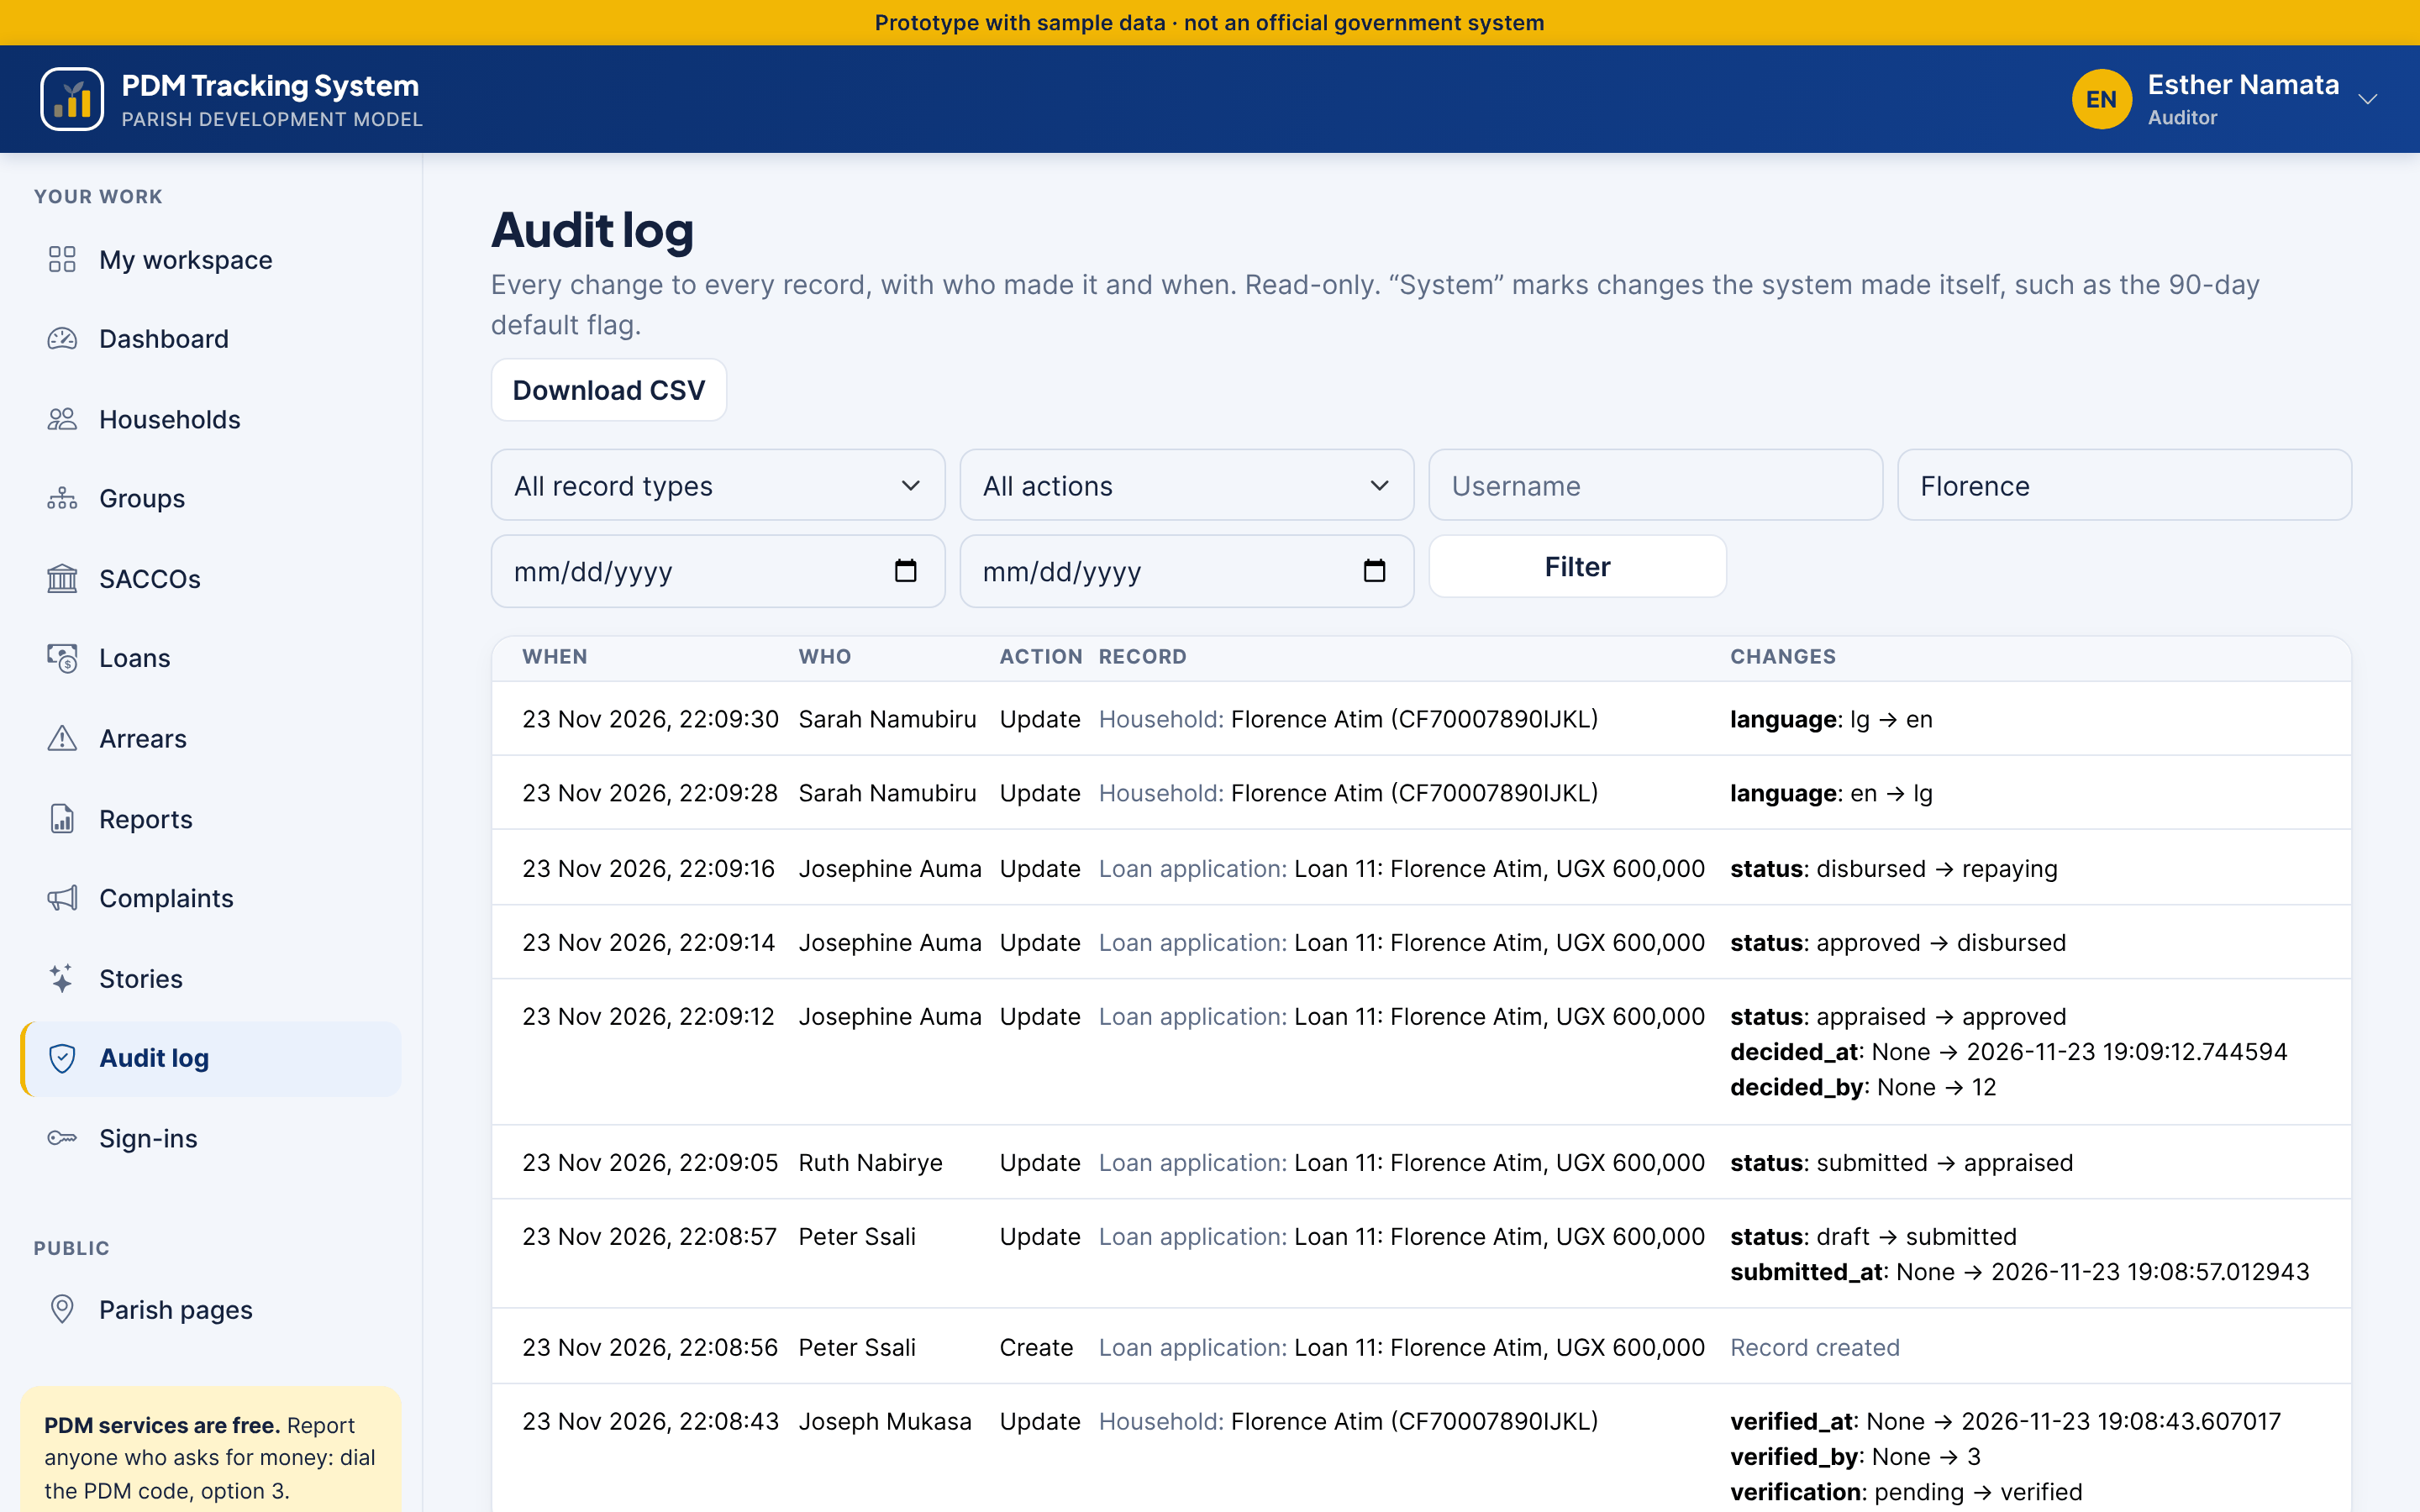 Prototype with sample data · not an official government system
PDM Tracking System
PARISH DEVELOPMENT MODEL
EN
Esther Namata
Auditor
YOUR WORK
My workspace
Dashboard
Households
Groups
SACCOs
Loans
Arrears
Reports
Complaints
Stories
Audit log
Sign-ins
PUBLIC
Parish pages
PDM services are free. Report
anyone who asks for money: dial
the PDM code, option 3.
Audit log
Every change to every record, with who made it and when. Read-only. “System” marks changes the system made itself, such as the 90-day
default flag.
Download CSV
All record types
All actions
Username
Florence
mm/dd/yyyy
mm/dd/yyyy
Filter
WHEN WHO ACTION RECORD CHANGES
23 Nov 2026, 22:09:30 Sarah Namubiru Update Household: Florence Atim (CF70007890IJKL) language: lg → en
23 Nov 2026, 22:09:28 Sarah Namubiru Update Household: Florence Atim (CF70007890IJKL) language: en → lg
23 Nov 2026, 22:09:16 Josephine Auma Update Loan application: Loan 11: Florence Atim, UGX 600,000 status: disbursed → repaying
23 Nov 2026, 22:09:14 Josephine Auma Update Loan application: Loan 11: Florence Atim, UGX 600,000 status: approved → disbursed
23 Nov 2026, 22:09:12 Josephine Auma Update Loan application: Loan 11: Florence Atim, UGX 600,000 status: appraised → approved
decided_at: None → 2026-11-23 19:09:12.744594
decided_by: None → 12
23 Nov 2026, 22:09:05 Ruth Nabirye Update Loan application: Loan 11: Florence Atim, UGX 600,000 status: submitted → appraised
23 Nov 2026, 22:08:57 Peter Ssali Update Loan application: Loan 11: Florence Atim, UGX 600,000 status: draft → submitted
submitted_at: None → 2026-11-23 19:08:57.012943
23 Nov 2026, 22:08:56 Peter Ssali Create Loan application: Loan 11: Florence Atim, UGX 600,000 Record created
23 Nov 2026, 22:08:43 Joseph Mukasa Update Household: Florence Atim (CF70007890IJKL) verified_at: None → 2026-11-23 19:08:43.607017
verified_by: None → 3
verification: pending → verified